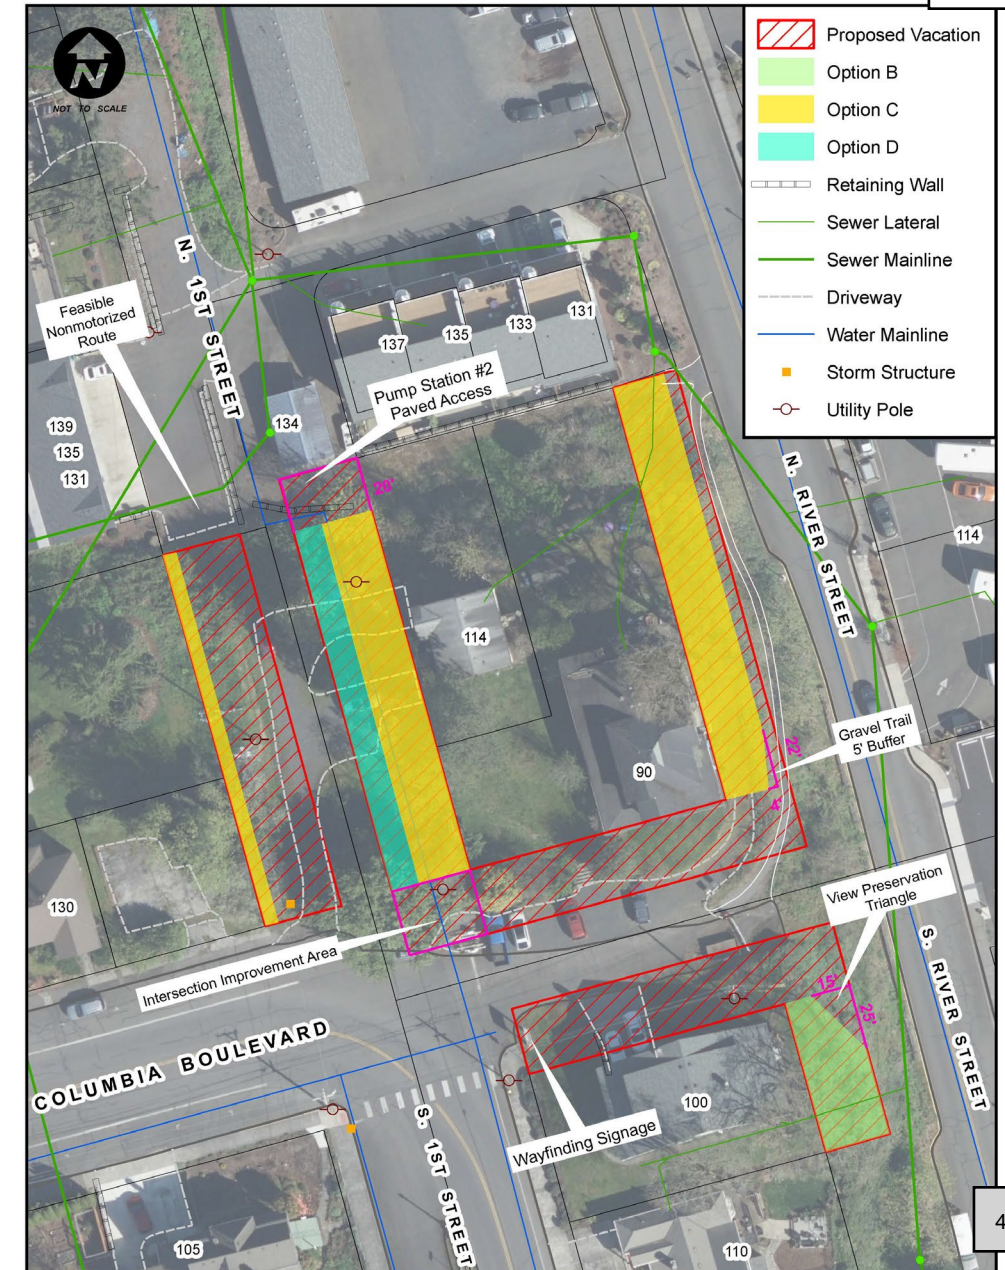 N
NOT TO SCALE
Proposed Vacation
Option B
Option C
Option D
Retaining Wall
Sewer Lateral
Sewer Mainline
Driveway
Water Mainline
Storm Structure
Utility Pole
N. 1ST STREET
Feasible
Nonmotorized
Route
137
135
133
131
Pump Station #2
Paved Access
134
139
135
131
20'
N. RIVER STREET
114
114
90
Gravel Trail
5' Buffer
22'
4'
130
View Preservation
Triangle
Intersection Improvement Area
15'
25'
S. RIVER STREET
COLUMBIA BOULEVARD
S. 1ST STREET
100
Wayfinding Signage
105
110
4